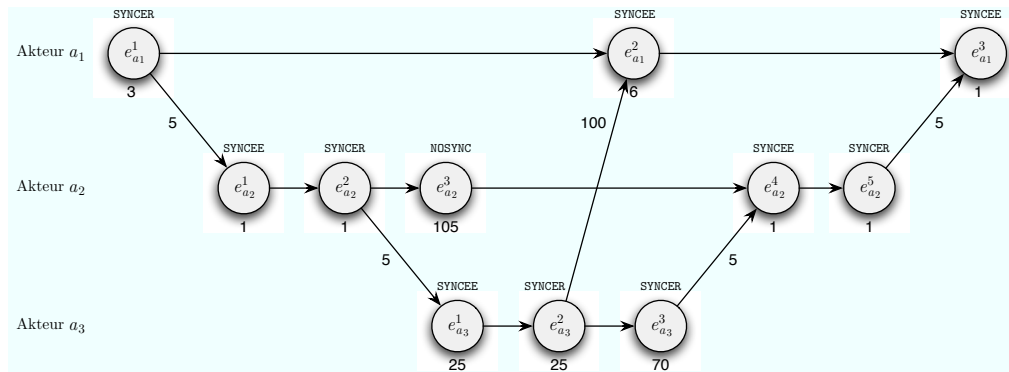 SYNCER SYNCEE SYNCEE
Akteur a₁ e¹ₐ₁ e²ₐ₁ e³ₐ₁
3 6 1
5 100 5
SYNCEE SYNCER NOSYNC SYNCEE SYNCER
Akteur a₂ e¹ₐ₂ e²ₐ₂ e³ₐ₂ e⁴ₐ₂ e⁵ₐ₂
1 1 105 1 1
5 5
SYNCEE SYNCER SYNCER
Akteur a₃ e¹ₐ₃ e²ₐ₃ e³ₐ₃
25 25 70